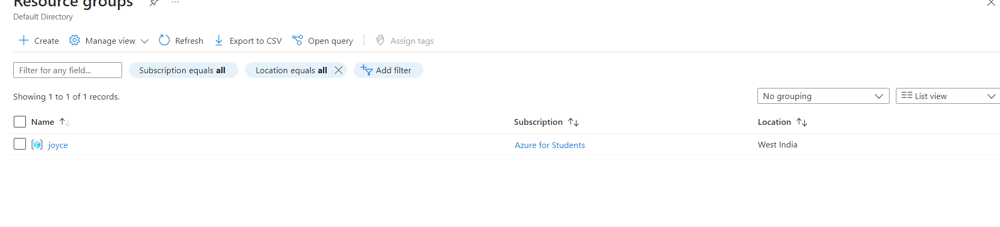 Resource groups
Default Directory
Create Manage view Refresh Export to CSV Open query Assign tags
Filter for any field... Subscription equals all Location equals all Add filter
Showing 1 to 1 of 1 records. No grouping List view
Name Subscription Location
joyce Azure for Students West India